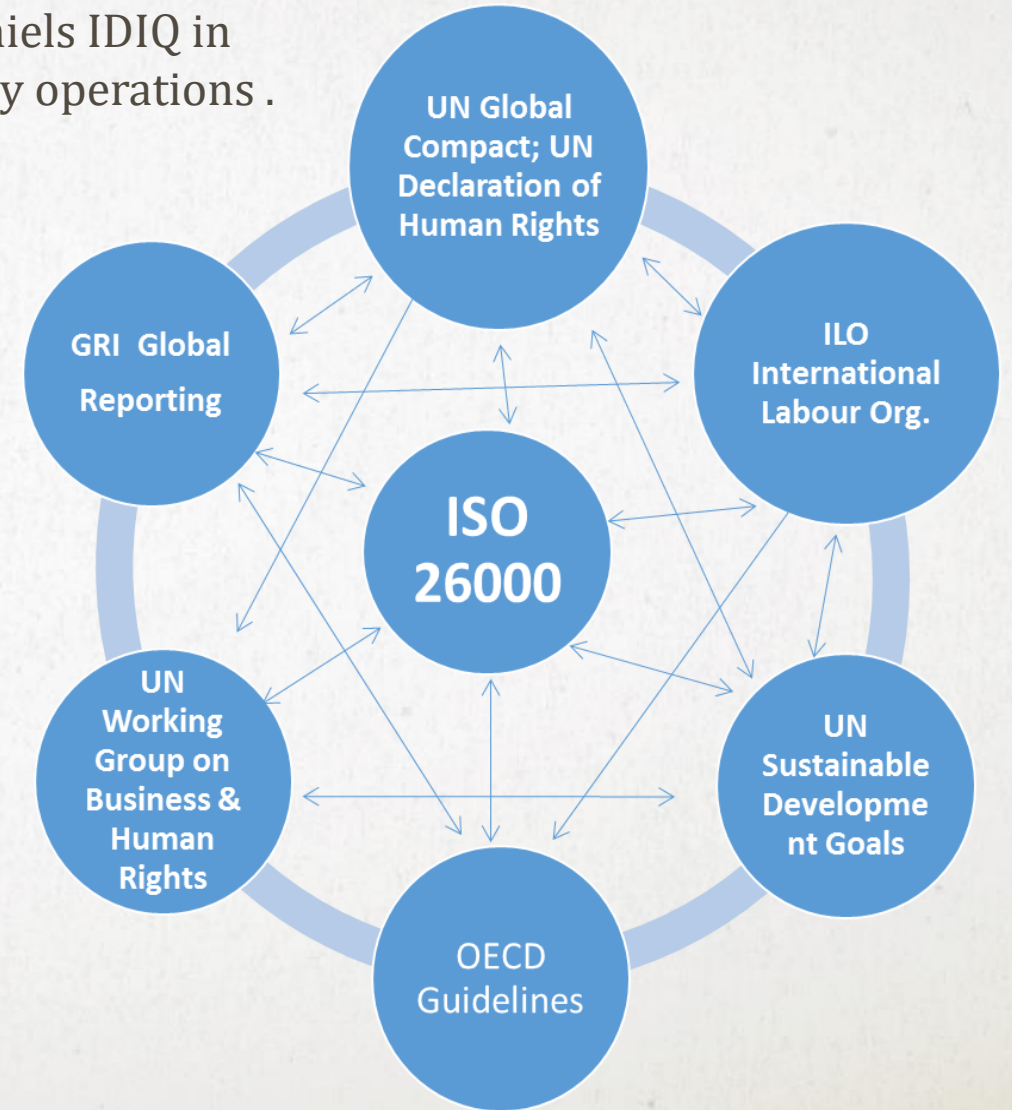 IDIQ in
operations .
UN Global
Compact; UN
Declaration of
Human Rights
GRI Global
Reporting
ILO
International
Labour Org.
ISO
26000
UN
Working
Group on
Business &
Human
Rights
UN
Sustainable
Developme
nt Goals
OECD
Guidelines